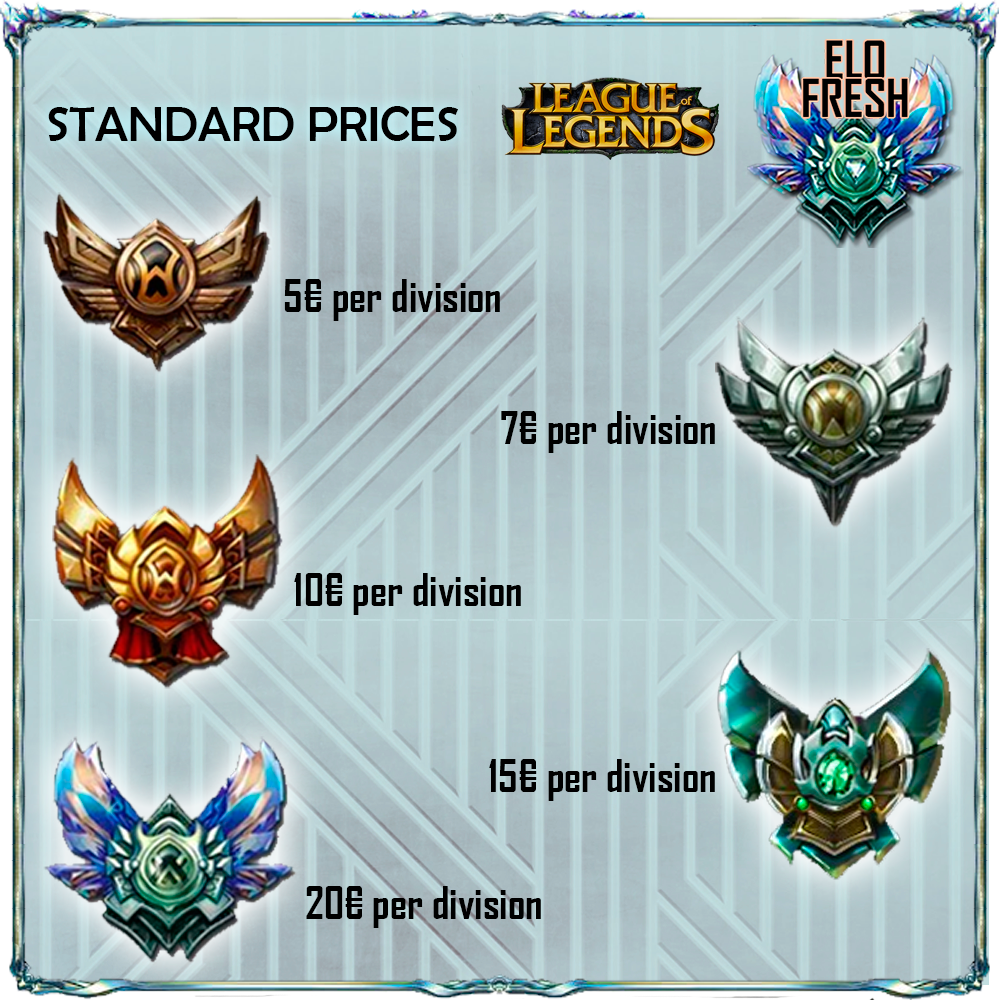 STANDARD PRICES
LEAGUE of
LEGENDS
ELO
FRESH
5€ per division
7€ per division
10€ per division
15€ per division
20€ per division